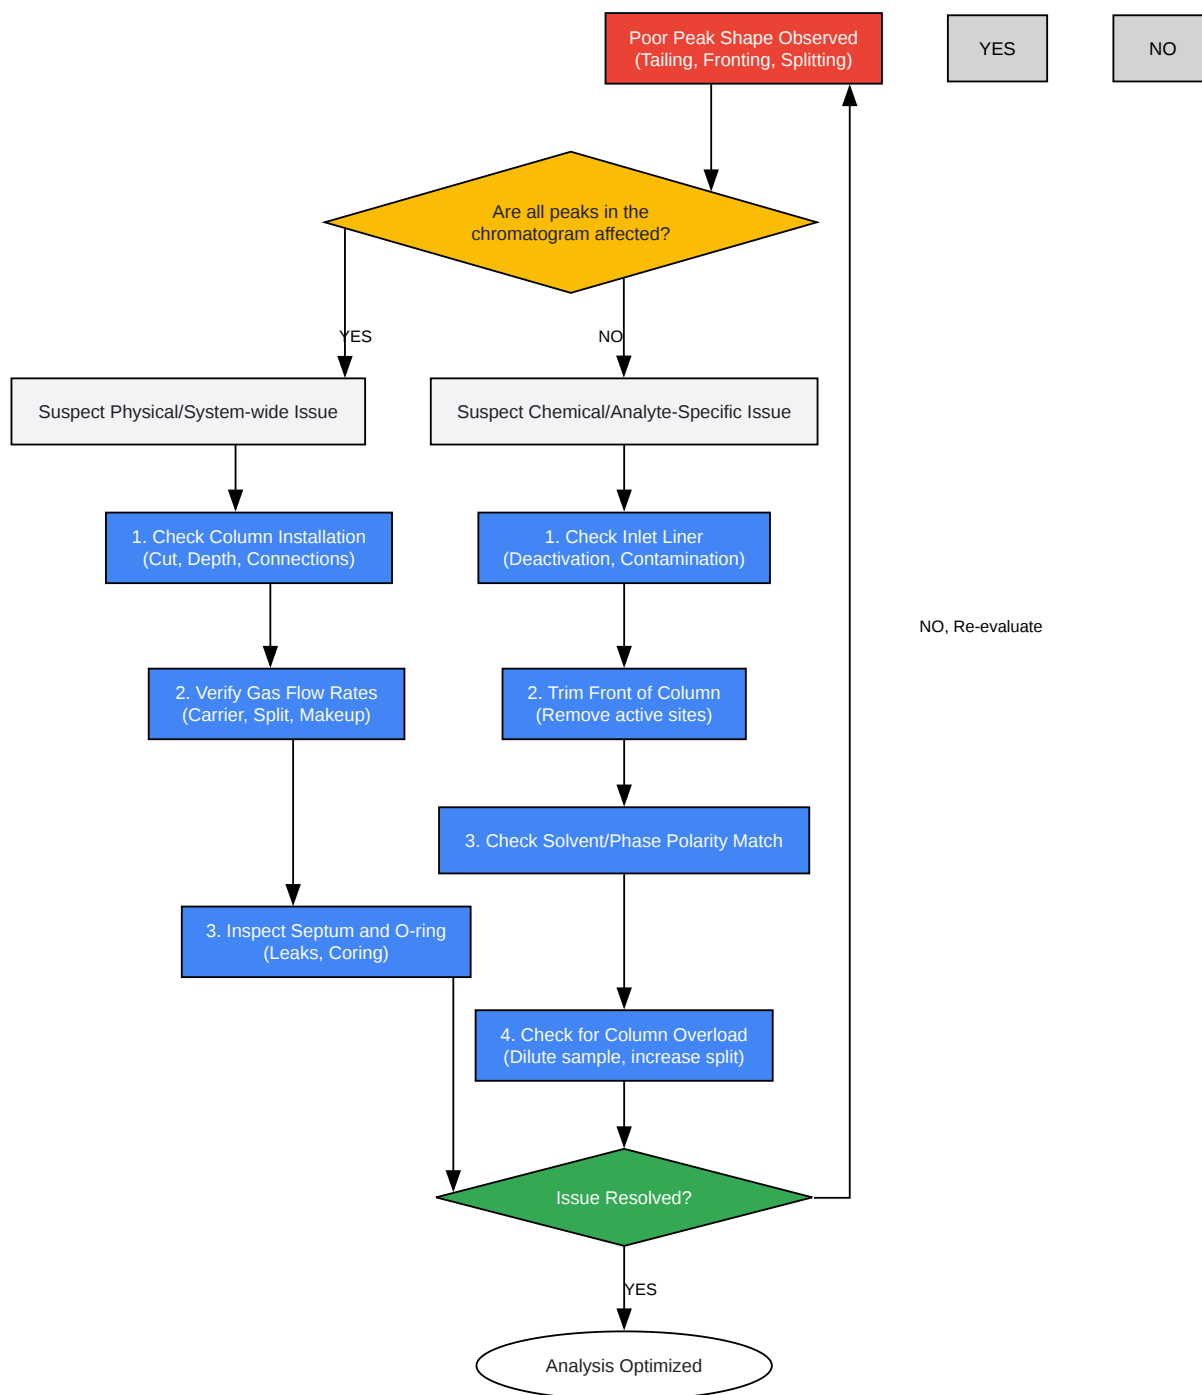 Poor Peak Shape Observed
(Tailing, Fronting, Splitting)
YES
NO
Are all peaks in the
chromatogram affected?
YES
NO
Suspect Physical/System-wide Issue
Suspect Chemical/Analyte-Specific Issue
1. Check Column Installation
(Cut, Depth, Connections)
1. Check Inlet Liner
(Deactivation, Contamination)
NO, Re-evaluate
2. Verify Gas Flow Rates
(Carrier, Split, Makeup)
2. Trim Front of Column
(Remove active sites)
3. Check Solvent/Phase Polarity Match
3. Inspect Septum and O-ring
(Leaks, Coring)
4. Check for Column Overload
(Dilute sample, increase split)
Issue Resolved?
YES
Analysis Optimized